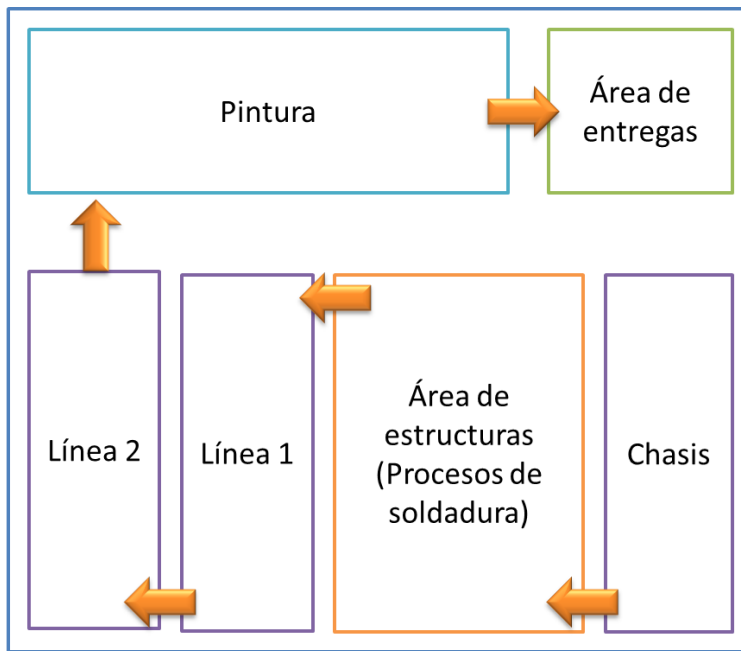 Pintura
Área de
entregas
Línea 2
Línea 1
Área de
estructuras
(Procesos de
soldadura)
Chasis